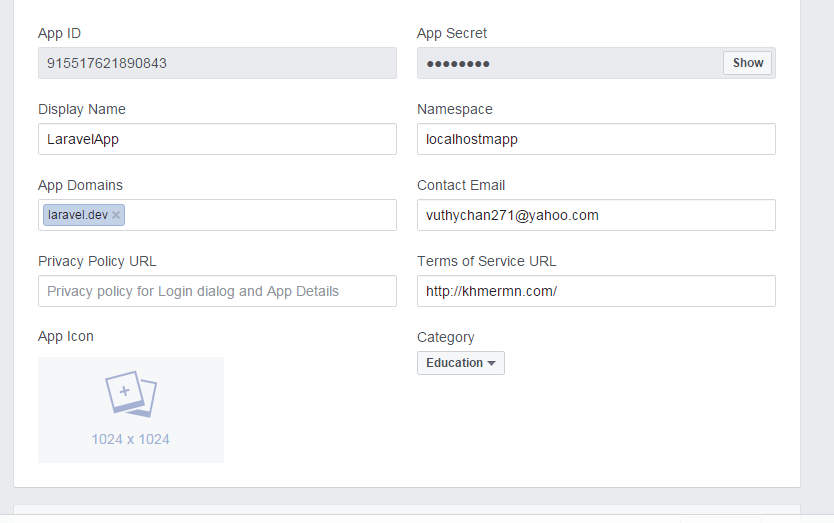 App ID
App Secret
915517621890843
●●●●●●●●
Show
Display Name
Namespace
LaravelApp
localhostmapp
App Domains
Contact Email
laravel.dev ×
vuthychan271@yahoo.com
Privacy Policy URL
Terms of Service URL
Privacy policy for Login dialog and App Details
http://khmermn.com/
App Icon
Category
Education
1024 x 1024